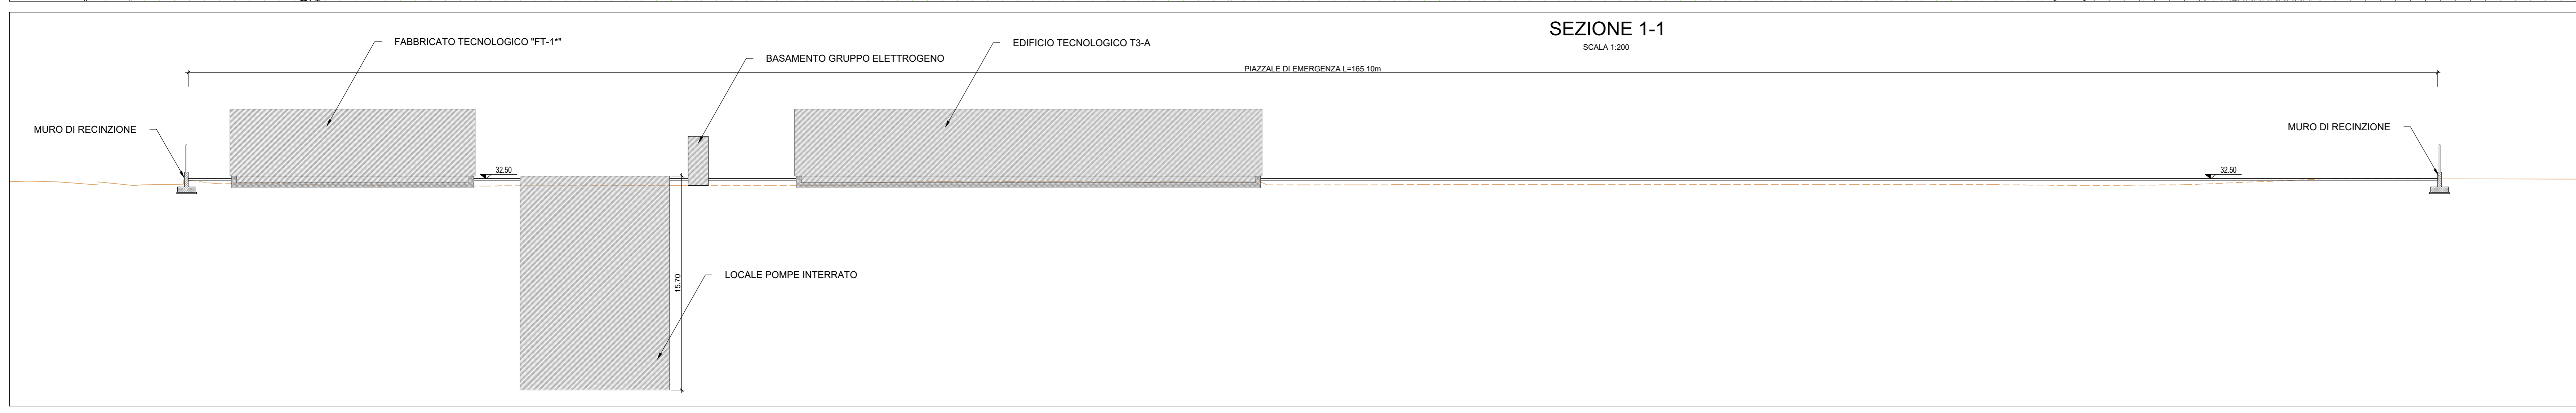 SEZIONE 1-1
SCALA 1:200
FABBRICATO TECNOLOGICO "FT-1*"
EDIFICIO TECNOLOGICO T3-A
BASAMENTO GRUPPO ELETTROGENO
PIAZZALE DI EMERGENZA L=165.10m
MURO DI RECINZIONE
MURO DI RECINZIONE
32.50
32.50
15.70
LOCALE POMPE INTERRATO